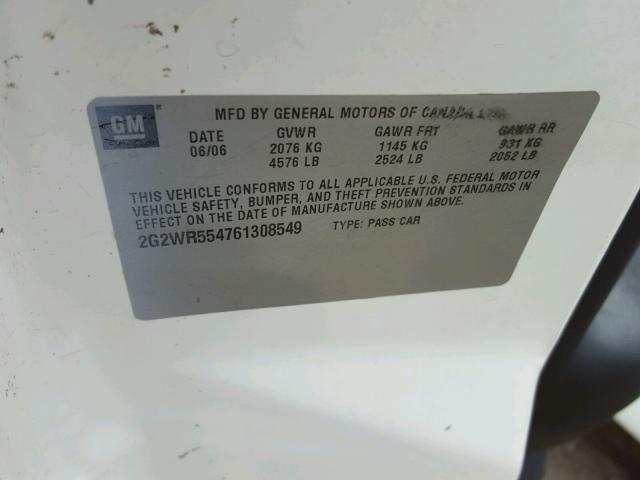 GM
MFD BY GENERAL MOTORS OF CANADA
DATE GVWR GAWR FRT GAWR RR
06/06 2076 KG 1145 KG 931 KG
4576 LB 2524 LB 2052 LB
THIS VEHICLE CONFORMS TO ALL APPLICABLE U.S. FEDERAL MOTOR
VEHICLE SAFETY, BUMPER, AND THEFT PREVENTION STANDARDS IN
EFFECT ON THE DATE OF MANUFACTURE SHOWN ABOVE.
2G2WR554761308549 TYPE: PASS CAR